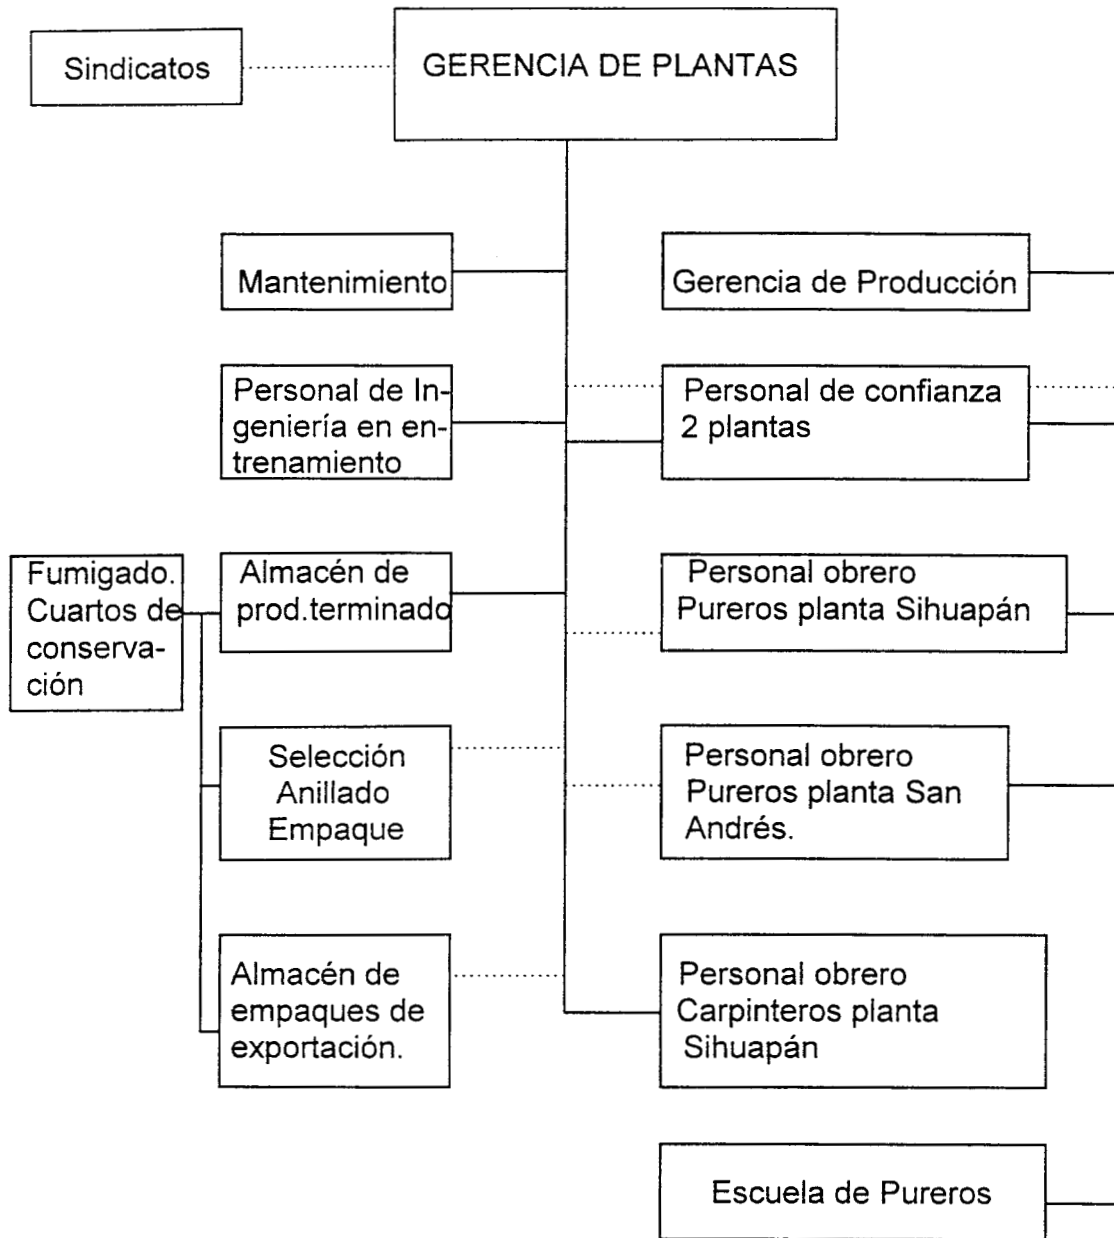 Sindicatos
GERENCIA DE PLANTAS
Mantenimiento
Gerencia de Producción
Personal de In-
geniería en en-
trenamiento
Personal de confianza
2 plantas
Fumigado.
Cuartos de
conserva-
ción
Almacén de
prod.terminado
Personal obrero
Pureros planta Sihuapán
Selección
Anillado
Empaque
Personal obrero
Pureros planta San
Andrés.
Almacén de
empaques de
exportación.
Personal obrero
Carpinteros planta
Sihuapán
Escuela de Pureros